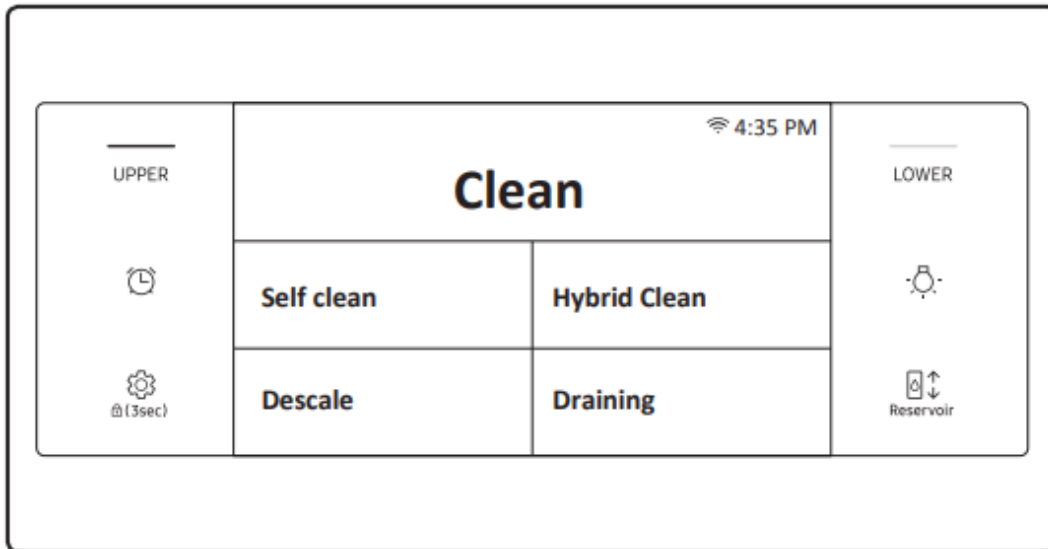 4:35 PM
UPPER
Clean
LOWER
Self clean
Hybrid Clean
(3sec)
Descale
Draining
Reservoir